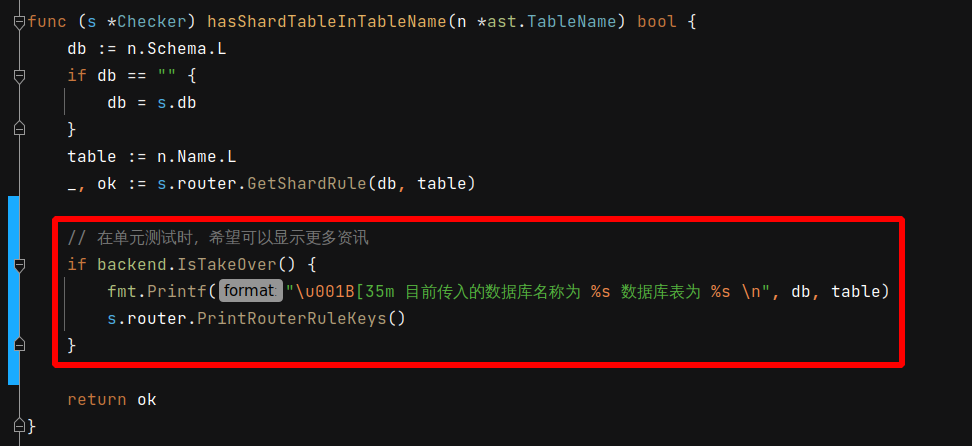 func (s *Checker) hasShardTableInTableName(n *ast.TableName) bool {
db := n.Schema.L
if db == "" {
db = s.db
}
table := n.Name.L
_, ok := s.router.GetShardRule(db, table)
// 在单元测试时，希望可以显示更多资讯
if backend.IsTakeOver() {
fmt.Printf( format: "\u001B[35m 目前传入的数据库名称为 %s 数据库表为 %s \n", db, table)
s.router.PrintRouterRuleKeys()
}
return ok
}